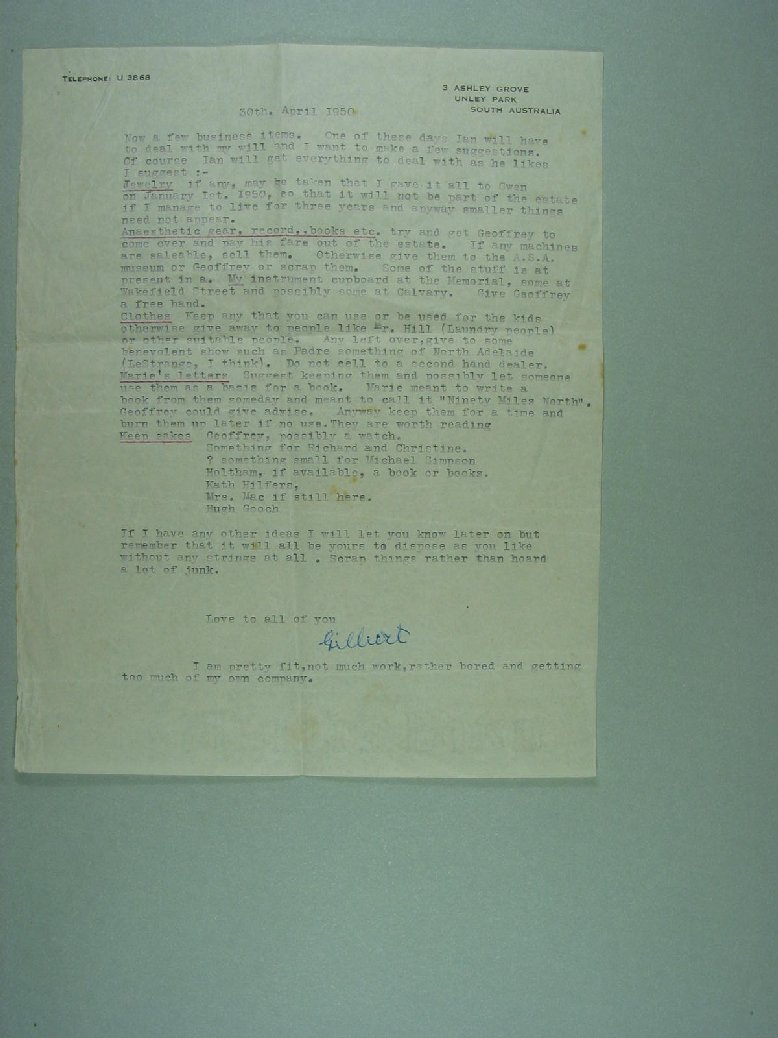 TELEPHONE: U 3868
3 ASHLEY GROVE
UNLEY PARK
SOUTH AUSTRALIA
30th. April 1950
Now a few business items. One of these days Ian will have
to deal with my will and I want to make a few suggestions.
Of course Ian will get everything to deal with as he likes
I suggest :-
Jewelry if any, may be taken that I gave it all to Gwen
on January 1st. 1950, so that it will not be part of the estate
if I manage to live for three years and anyway smaller things
need not appear.
Anaesthetic gear, record,.books etc. try and get Geoffrey to
come over and pay his fare out of the estate. If any machines
are saleable, sell them. Otherwise give them to the A.S.A.
museum or Geoffrey or scrap them. Some of the stuff is at
present in a. My instrument cupboard at the Memorial, some at
Wakefield Street and possibly some at Calvary. Give Geoffrey
a free hand.
Clothes Keep any that you can use or be used for the kids
otherwise give away to people like Mr. Hill (Laundry people)
or other suitable people. Any left over,give to some
benevolent show such as Padre something of North Adelaide
(LeStrange, I think). Do not sell to a second hand dealer.
Marie's letters Suggest keeping them and possibly let someone
use them as a basis for a book. Marie meant to write a
book from them someday and meant to call it "Ninety Miles North".
Geoffrey could give advise. Anyway keep them for a time and
burn them up later if no use.They are worth reading
Keep sakes Geoffrey, possibly a watch.
Something for Richard and Christine.
? something small for Michael Simpson
Holtham, if available, a book or books.
Kath Hilfers,
Mrs. Mac if still here.
Hugh Gooch
If I have any other ideas I will let you know later on but
remember that it will all be yours to dispose as you like
without any strings at all . Scrap things rather than hoard
a lot of junk.
Love to all of you
Gilbert
I am pretty fit,not much work,rather bored and getting
too much of my own company.